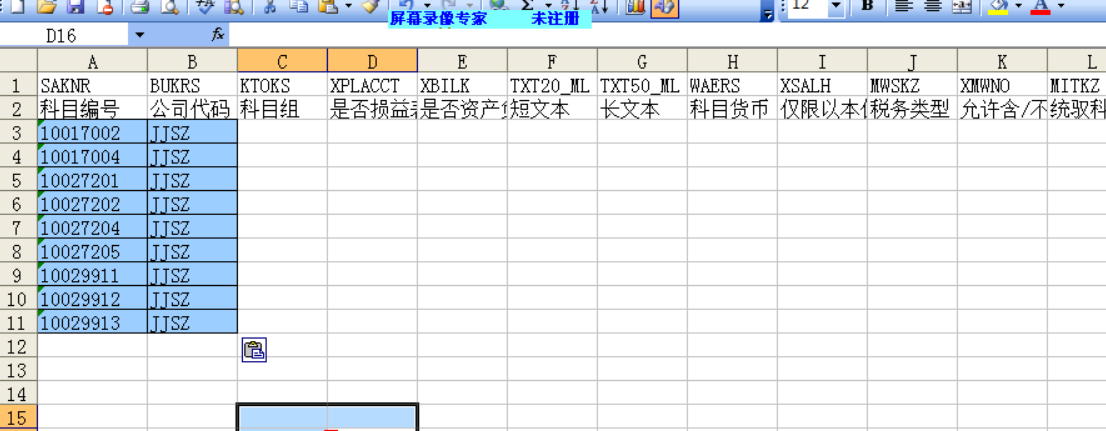 12 B A
屏幕录像专家 未注册
D16 fx
A B C D E F G H I J K L
1 SAKNR BUKRS KTOKS XPLACCT XBILK TXT20_ML TXT50_ML WAERS XSALH MWSKZ XMWNO MITKZ
2 科目编号 公司代码 科目组 是否损益 是否资产 短文本 长文本 科目货币 仅限以本 税务类型 允许含/不 统驭科
3 10017002 JJSZ
4 10017004 JJSZ
5 10027201 JJSZ
6 10027202 JJSZ
7 10027204 JJSZ
8 10027205 JJSZ
9 10029911 JJSZ
10 10029912 JJSZ
11 10029913 JJSZ
12
13
14
15